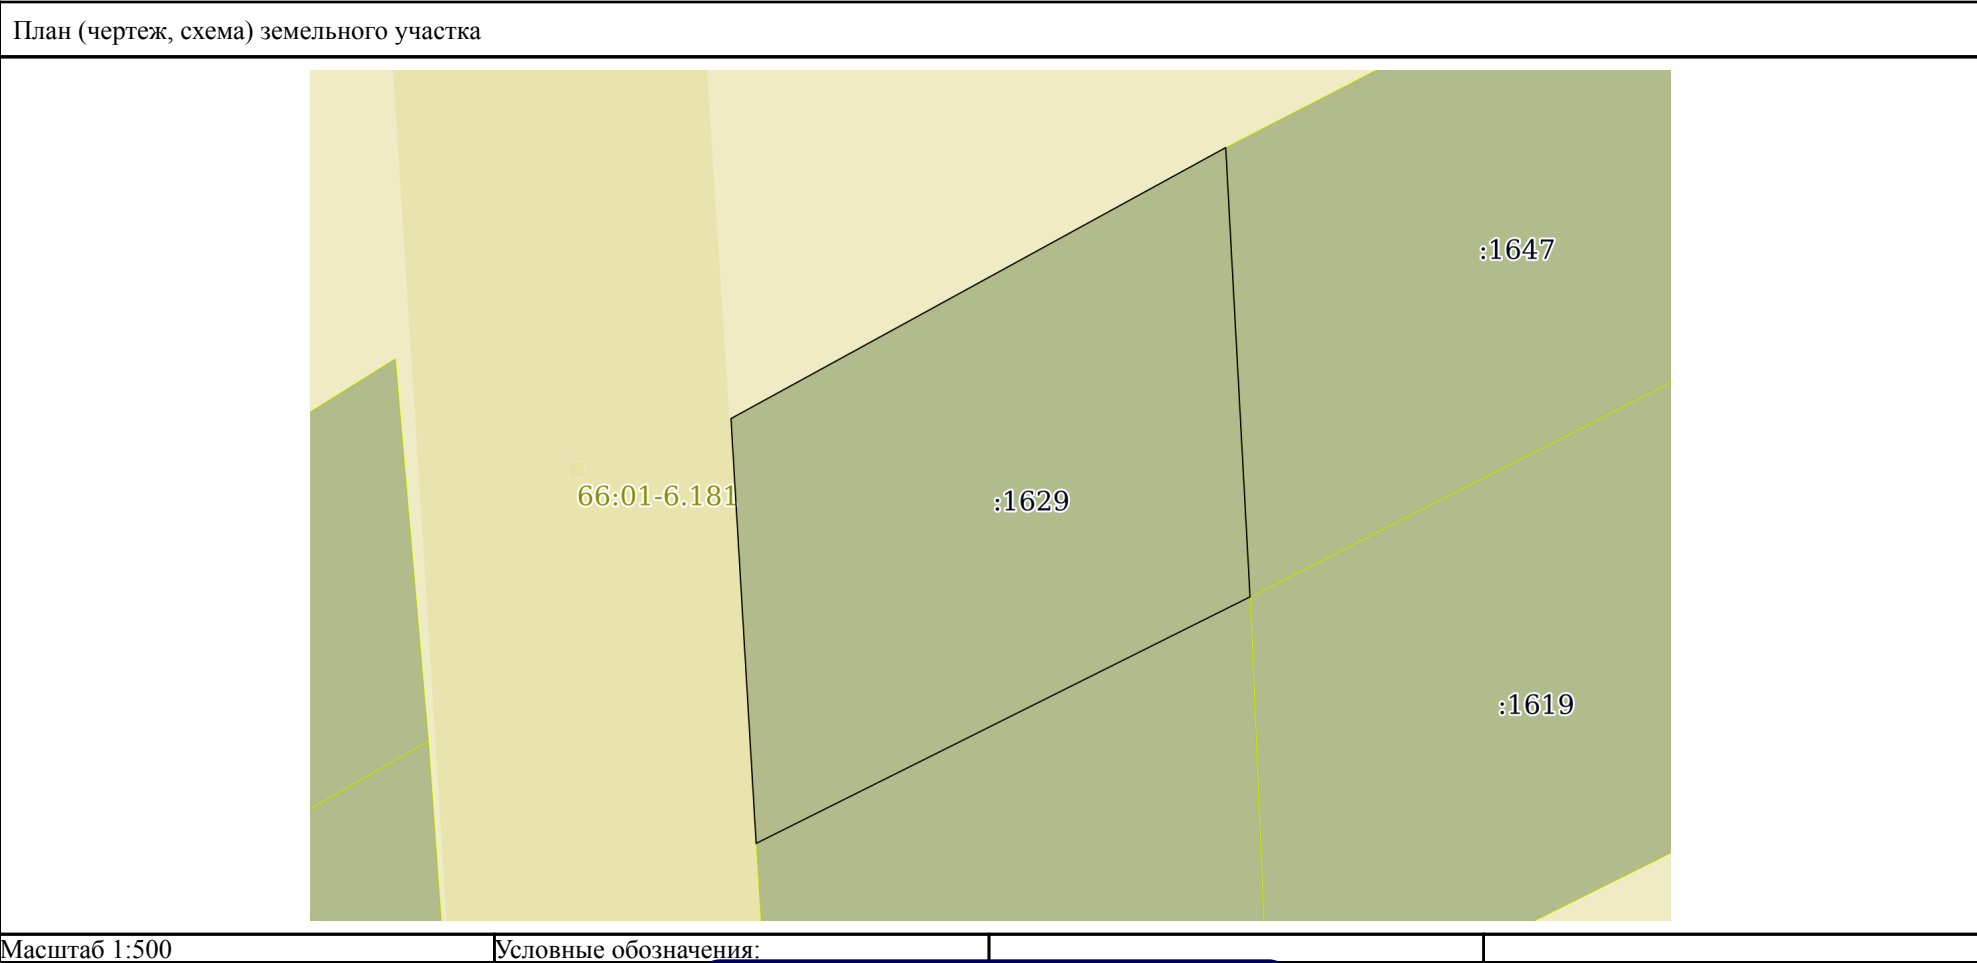 План (чертеж, схема) земельного участка
:1647
66:01-6.181
:1629
:1619
Масштаб 1:500
Условные обозначения: